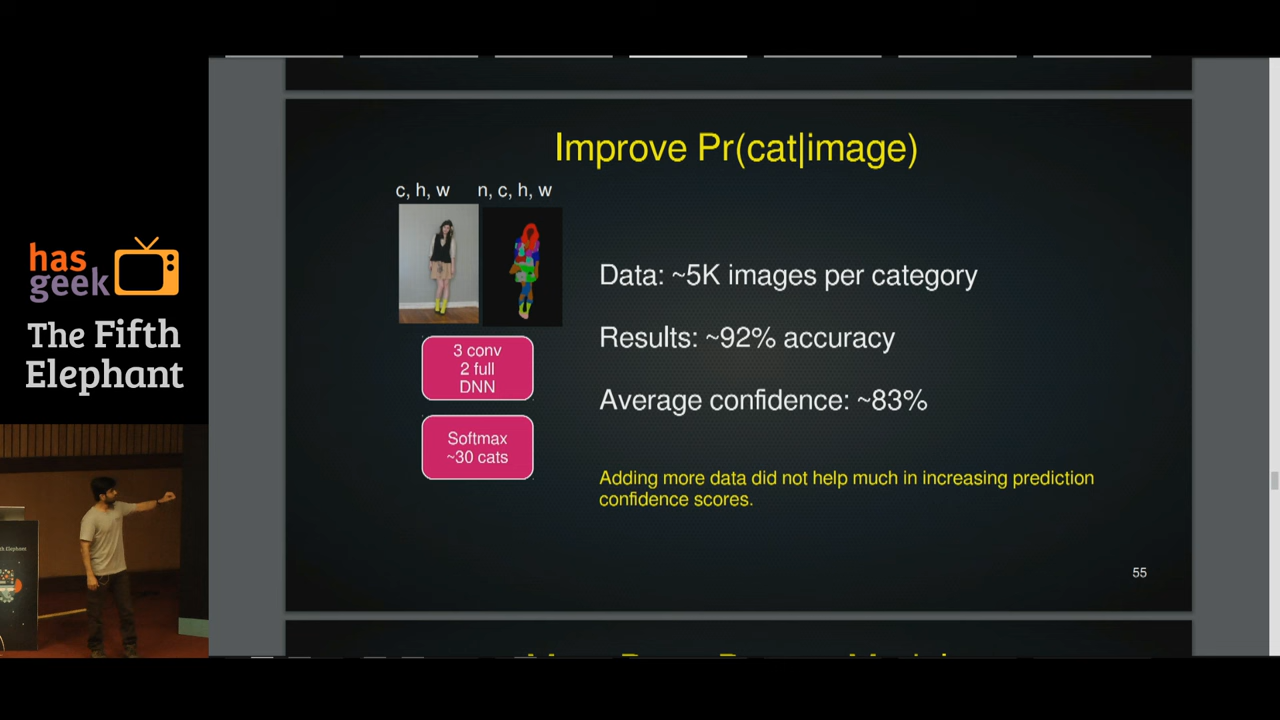 has
geek
The Fifth
Elephant
Improve Pr(cat|image)
c, h, w
n, c, h, w
3 conv
2 full
DNN
Softmax
~30 cats
Data: ~5K images per category
Results: ~92% accuracy
Average confidence: ~83%
Adding more data did not help much in increasing prediction
confidence scores.
55